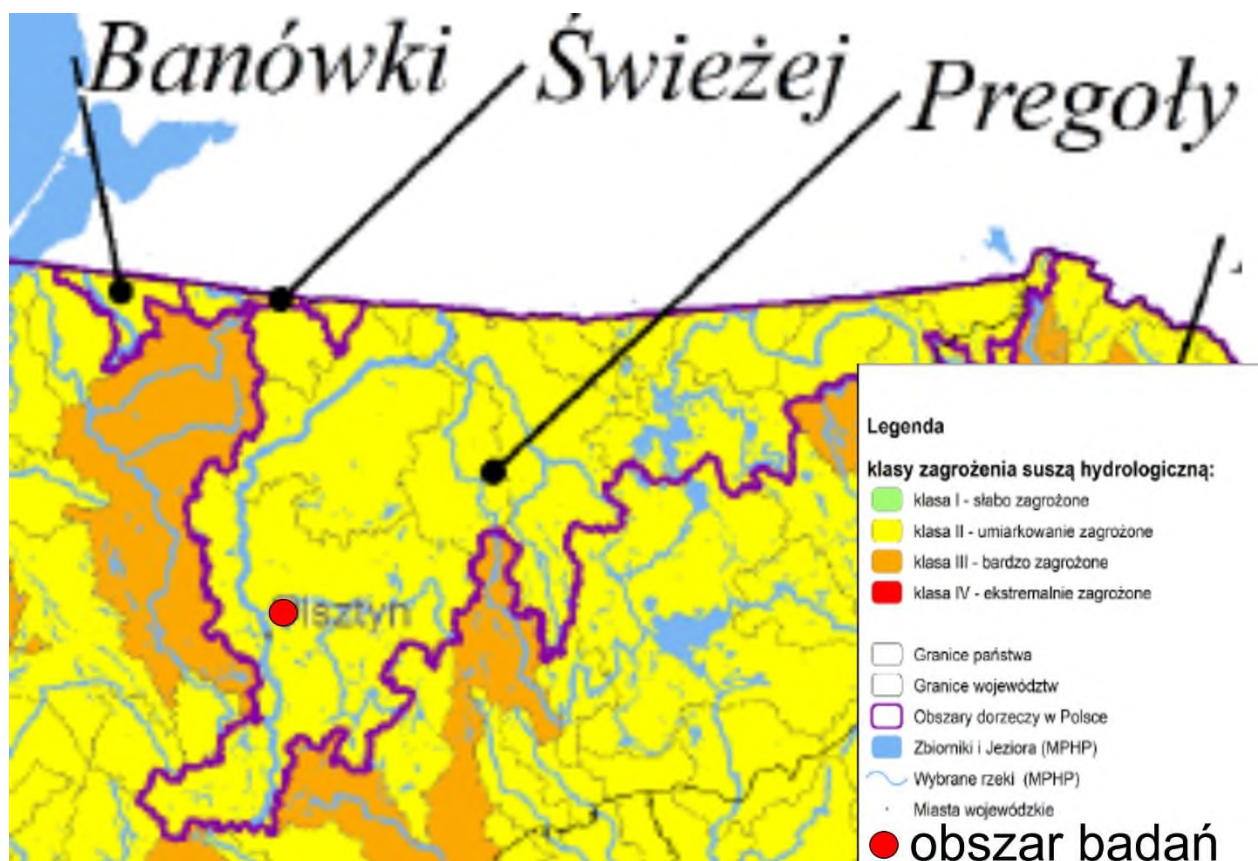 Banówki
Świeżej
Pregoły
lsztyn
Legenda
klasy zagrożenia suszą hydrologiczną:
klasa I - słabo zagrożone
klasa II - umiarkowanie zagrożone
klasa III - bardzo zagrożone
klasa IV - ekstremalnie zagrożone
Granice państwa
Granice województw
Obszary dorzeczy w Polsce
Zbiorniki i Jeziora (MPHP)
Wybrane rzeki (MPHP)
Miasta wojewódzkie
obszar badań